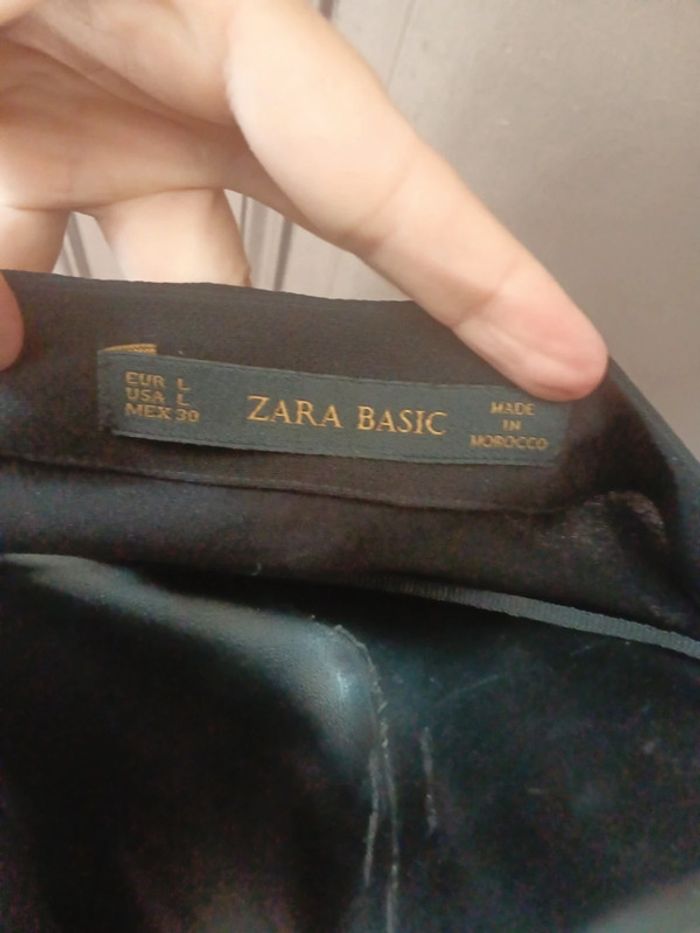 EUR L
USA L
MEX 30
ZARA BASIC
MADE
IN
MOROCCO